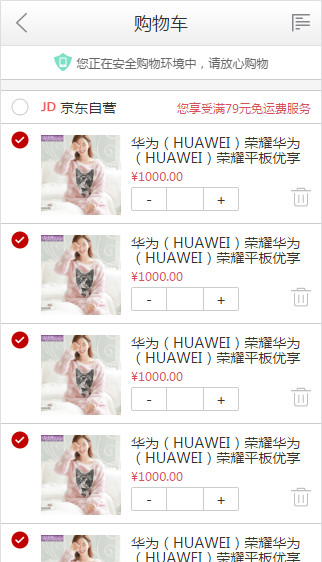 购物车
您正在安全购物环境中，请放心购物
JD 京东自营 您享受满79元免运费服务
华为（HUAWEI）荣耀华为
（HUAWEI）荣耀平板优享
¥1000.00
- +
华为（HUAWEI）荣耀华为
（HUAWEI）荣耀平板优享
¥1000.00
- +
华为（HUAWEI）荣耀华为
（HUAWEI）荣耀平板优享
¥1000.00
- +
华为（HUAWEI）荣耀华为
（HUAWEI）荣耀平板优享
¥1000.00
- +
华为（HUAWEI）荣耀华为
（HUAWEI）荣耀平板优享